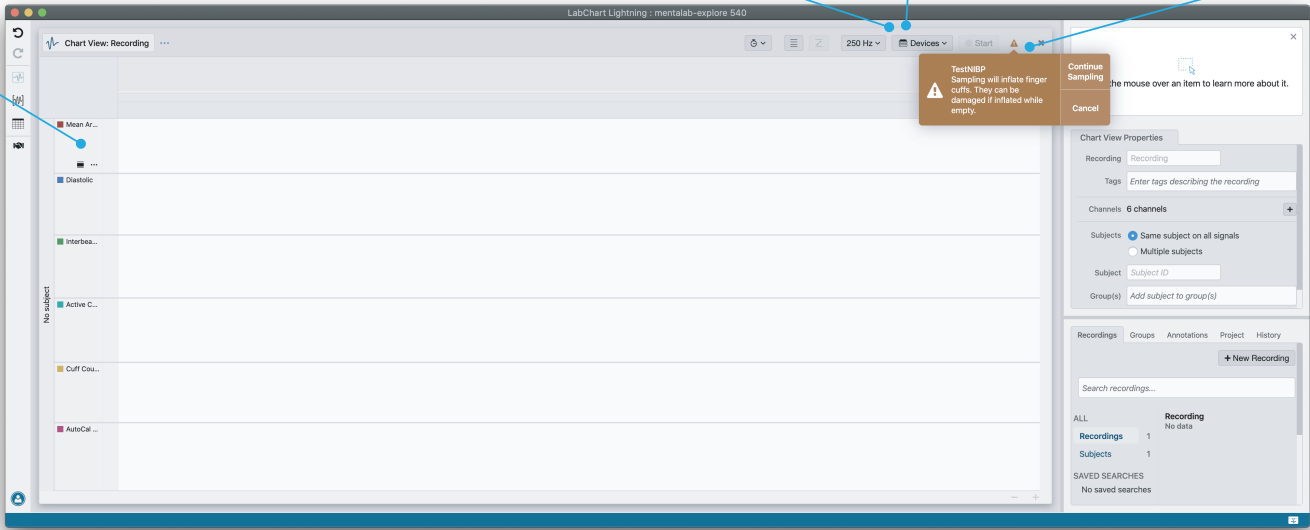 LabChart Lightning : mentalab-explore 540
Chart View: Recording ...
250 Hz
Devices
Start
TestNIBP
Sampling will inflate finger
cuffs. They can be
damaged if inflated while
empty.
Continue
Sampling
Cancel
the mouse over an item to learn more about it.
Mean Ar...
Diastolic
Interbea...
Active C...
Cuff Cou...
AutoCal ...
No subject
Chart View Properties
Recording Recording
Tags Enter tags describing the recording
Channels 6 channels +
Subjects Same subject on all signals
Multiple subjects
Subject Subject ID
Group(s) Add subject to group(s)
Recordings Groups Annotations Project History
+ New Recording
Search recordings...
ALL
Recordings 1
Subjects 1
SAVED SEARCHES
No saved searches
Recording
No data